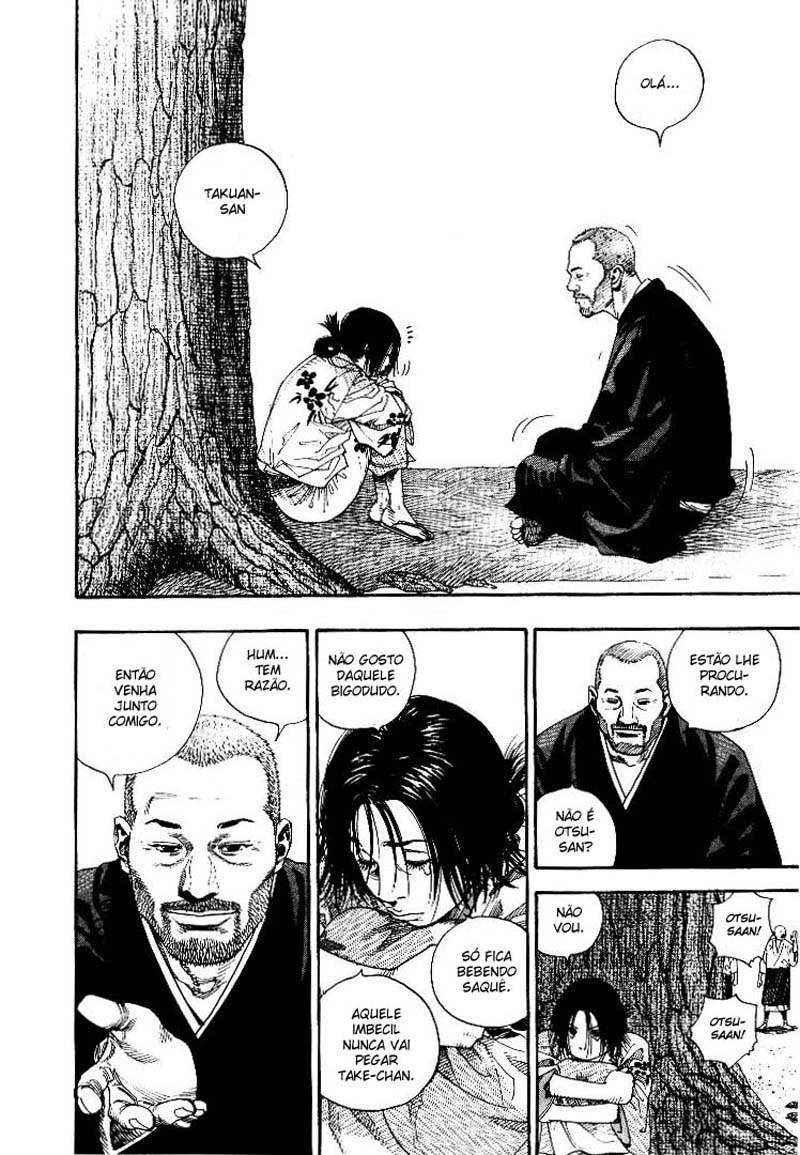 OLÁ...
TAKUAN-
SAN
ESTÃO LHE
PROCU-
RANDO.
NÃO É
OTSU-
SAN?
OTSU-
SAAN!
OTSU-
SAAN!
NÃO
VOU.
NÃO GOSTO
DAQUELE
BIGODUDO.
SÓ FICA
BEBENDO
SAQUÊ.
AQUELE
IMBECIL
NUNCA VAI
PEGAR
TAKE-CHAN.
HUM...
TEM
RAZÃO.
ENTÃO
VENHA
JUNTO
COMIGO.